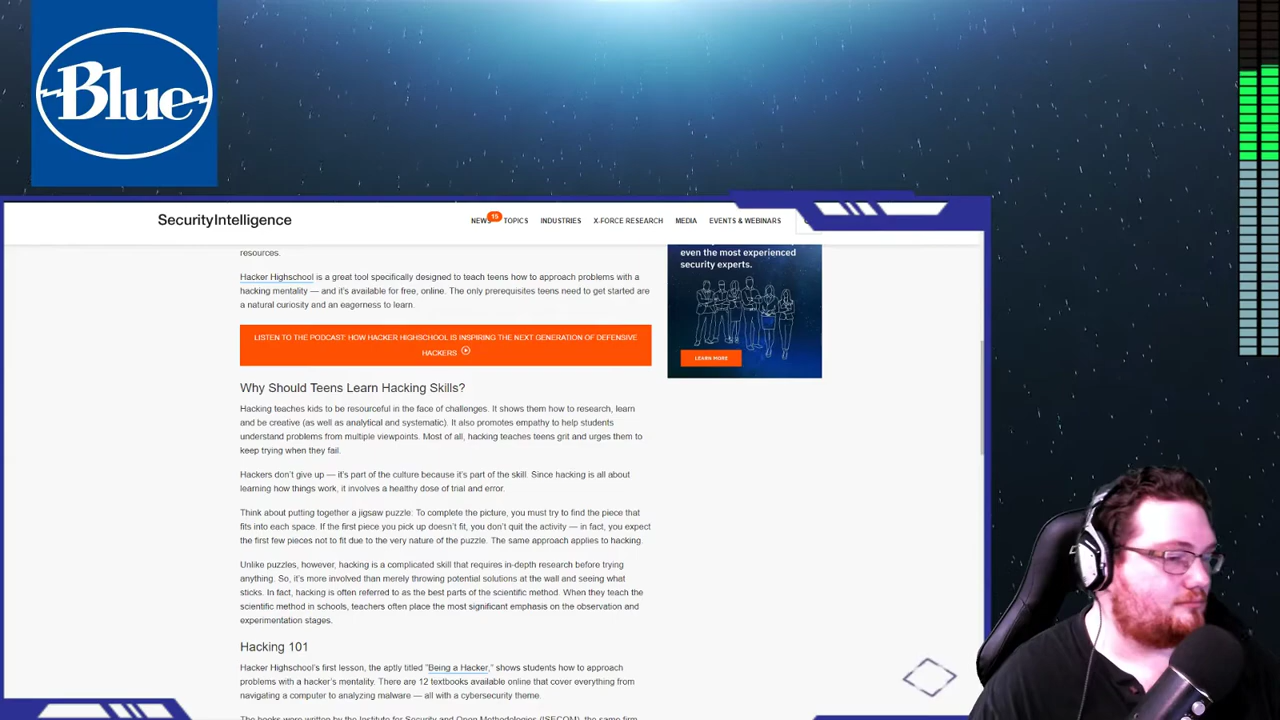 Blue
SecurityIntelligence
NEWS 15 TOPICS INDUSTRIES X-FORCE RESEARCH MEDIA EVENTS & WEBINARS
resources.
Hacker Highschool is a great tool specifically designed to teach teens how to approach problems with a
hacking mentality — and it's available for free, online. The only prerequisites teens need to get started are
a natural curiosity and an eagerness to learn.
LISTEN TO THE PODCAST: HOW HACKER HIGHSCHOOL IS INSPIRING THE NEXT GENERATION OF DEFENSIVE
HACKERS
Why Should Teens Learn Hacking Skills?
Hacking teaches kids to be resourceful in the face of challenges. It shows them how to research, learn
and be creative (as well as analytical and systematic). It also promotes empathy to help students
understand problems from multiple viewpoints. Most of all, hacking teaches teens grit and urges them to
keep trying when they fail.
Hackers don't give up — it's part of the culture because it's part of the skill. Since hacking is all about
learning how things work, it involves a healthy dose of trial and error.
Think about putting together a jigsaw puzzle: To complete the picture, you must try to find the piece that
fits into each space. If the first piece you pick up doesn't fit, you don't quit the activity — in fact, you expect
the first few pieces not to fit due to the very nature of the puzzle. The same approach applies to hacking.
Unlike puzzles, however, hacking is a complicated skill that requires in-depth research before trying
anything. So, it's more involved than merely throwing potential solutions at the wall and seeing what
sticks. In fact, hacking is often referred to as the best parts of the scientific method. When they teach the
scientific method in schools, teachers often place the most significant emphasis on the observation and
experimentation stages.
Hacking 101
Hacker Highschool's first lesson, the aptly titled "Being a Hacker," shows students how to approach
problems with a hacker's mentality. There are 12 textbooks available online that cover everything from
navigating a computer to analyzing malware — all with a cybersecurity theme.
The books were written by the Institute for Security and Open Methodologies (ISECOM), the same firm
even the most experienced
security experts.
LEARN MORE